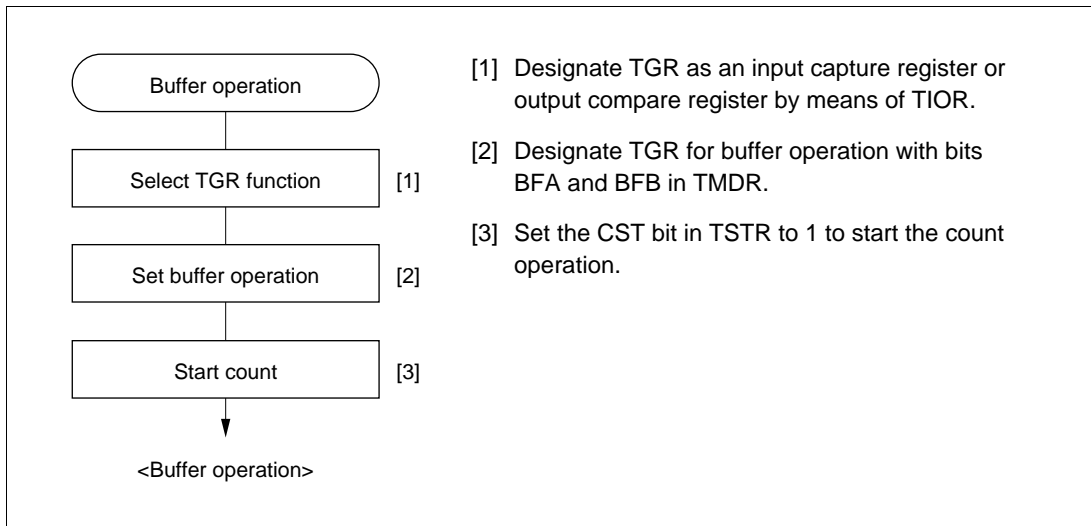 Buffer operation
Select TGR function [1]
Set buffer operation [2]
Start count [3]
<Buffer operation>
[1] Designate TGR as an input capture register or
output compare register by means of TIOR.
[2] Designate TGR for buffer operation with bits
BFA and BFB in TMDR.
[3] Set the CST bit in TSTR to 1 to start the count
operation.